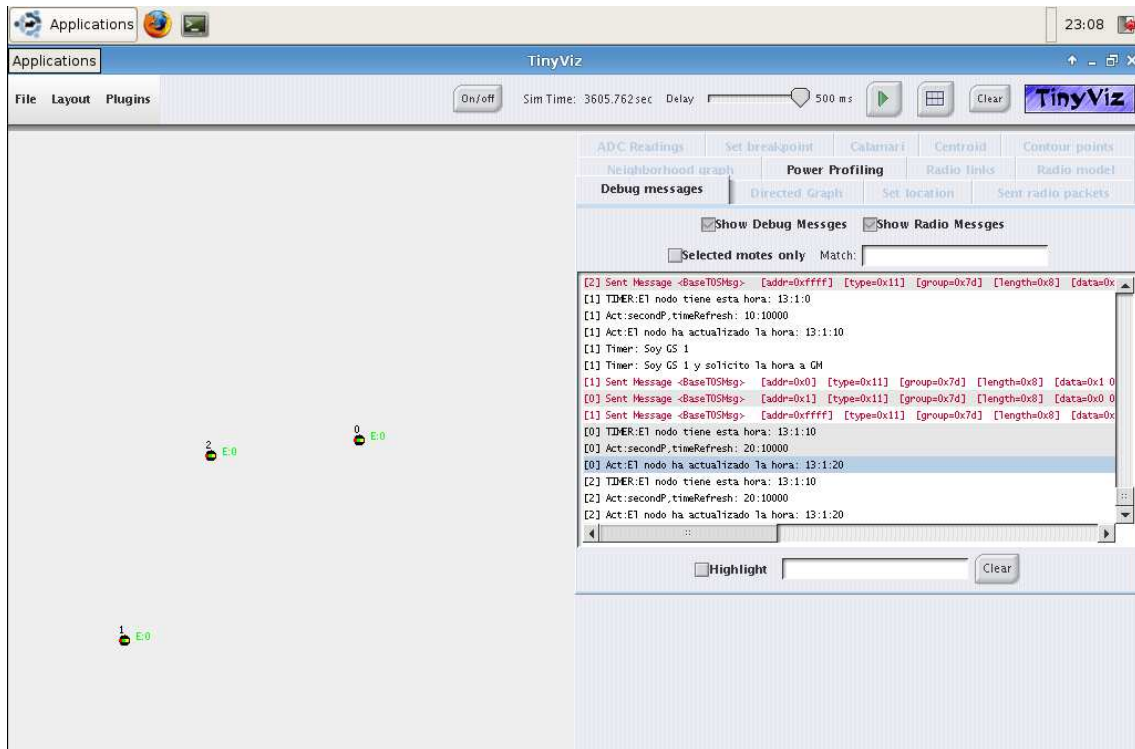 Applications 23:08
Applications TinyViz
File Layout Plugins On/off Sim Time: 3605.762 sec Delay 500 ms Clear TinyViz
ADC Readings Set breakpoint Calamari Centroid Contour points
Neighborhood graph Power Profiling Radio links Radio model
Debug messages Directed Graph Set location Sent radio packets
Show Debug Messges Show Radio Messges
Selected motes only Match:
[2] Sent Message <BaseTOSMsg> [addr=0xffff] [type=0x11] [group=0x7d] [length=0x8] [data=0x
[1] TIMER:El nodo tiene esta hora: 13:1:0
[1] Act:secondP,timeRefresh: 10:10000
[1] Act:El nodo ha actualizado la hora: 13:1:10
[1] Timer: Soy GS 1
[1] Timer: Soy GS 1 y solicito la hora a GM
[1] Sent Message <BaseTOSMsg> [addr=0x0] [type=0x11] [group=0x7d] [length=0x8] [data=0x1 0
[0] Sent Message <BaseTOSMsg> [addr=0x1] [type=0x11] [group=0x7d] [length=0x8] [data=0x0 0
[1] Sent Message <BaseTOSMsg> [addr=0xffff] [type=0x11] [group=0x7d] [length=0x8] [data=0x
[0] TIMER:El nodo tiene esta hora: 13:1:10
[0] Act:secondP,timeRefresh: 20:10000
[0] Act:El nodo ha actualizado la hora: 13:1:20
[2] TIMER:El nodo tiene esta hora: 13:1:10
[2] Act:secondP,timeRefresh: 20:10000
[2] Act:El nodo ha actualizado la hora: 13:1:20
Highlight Clear
0 E:0
2 E:0
1 E:0